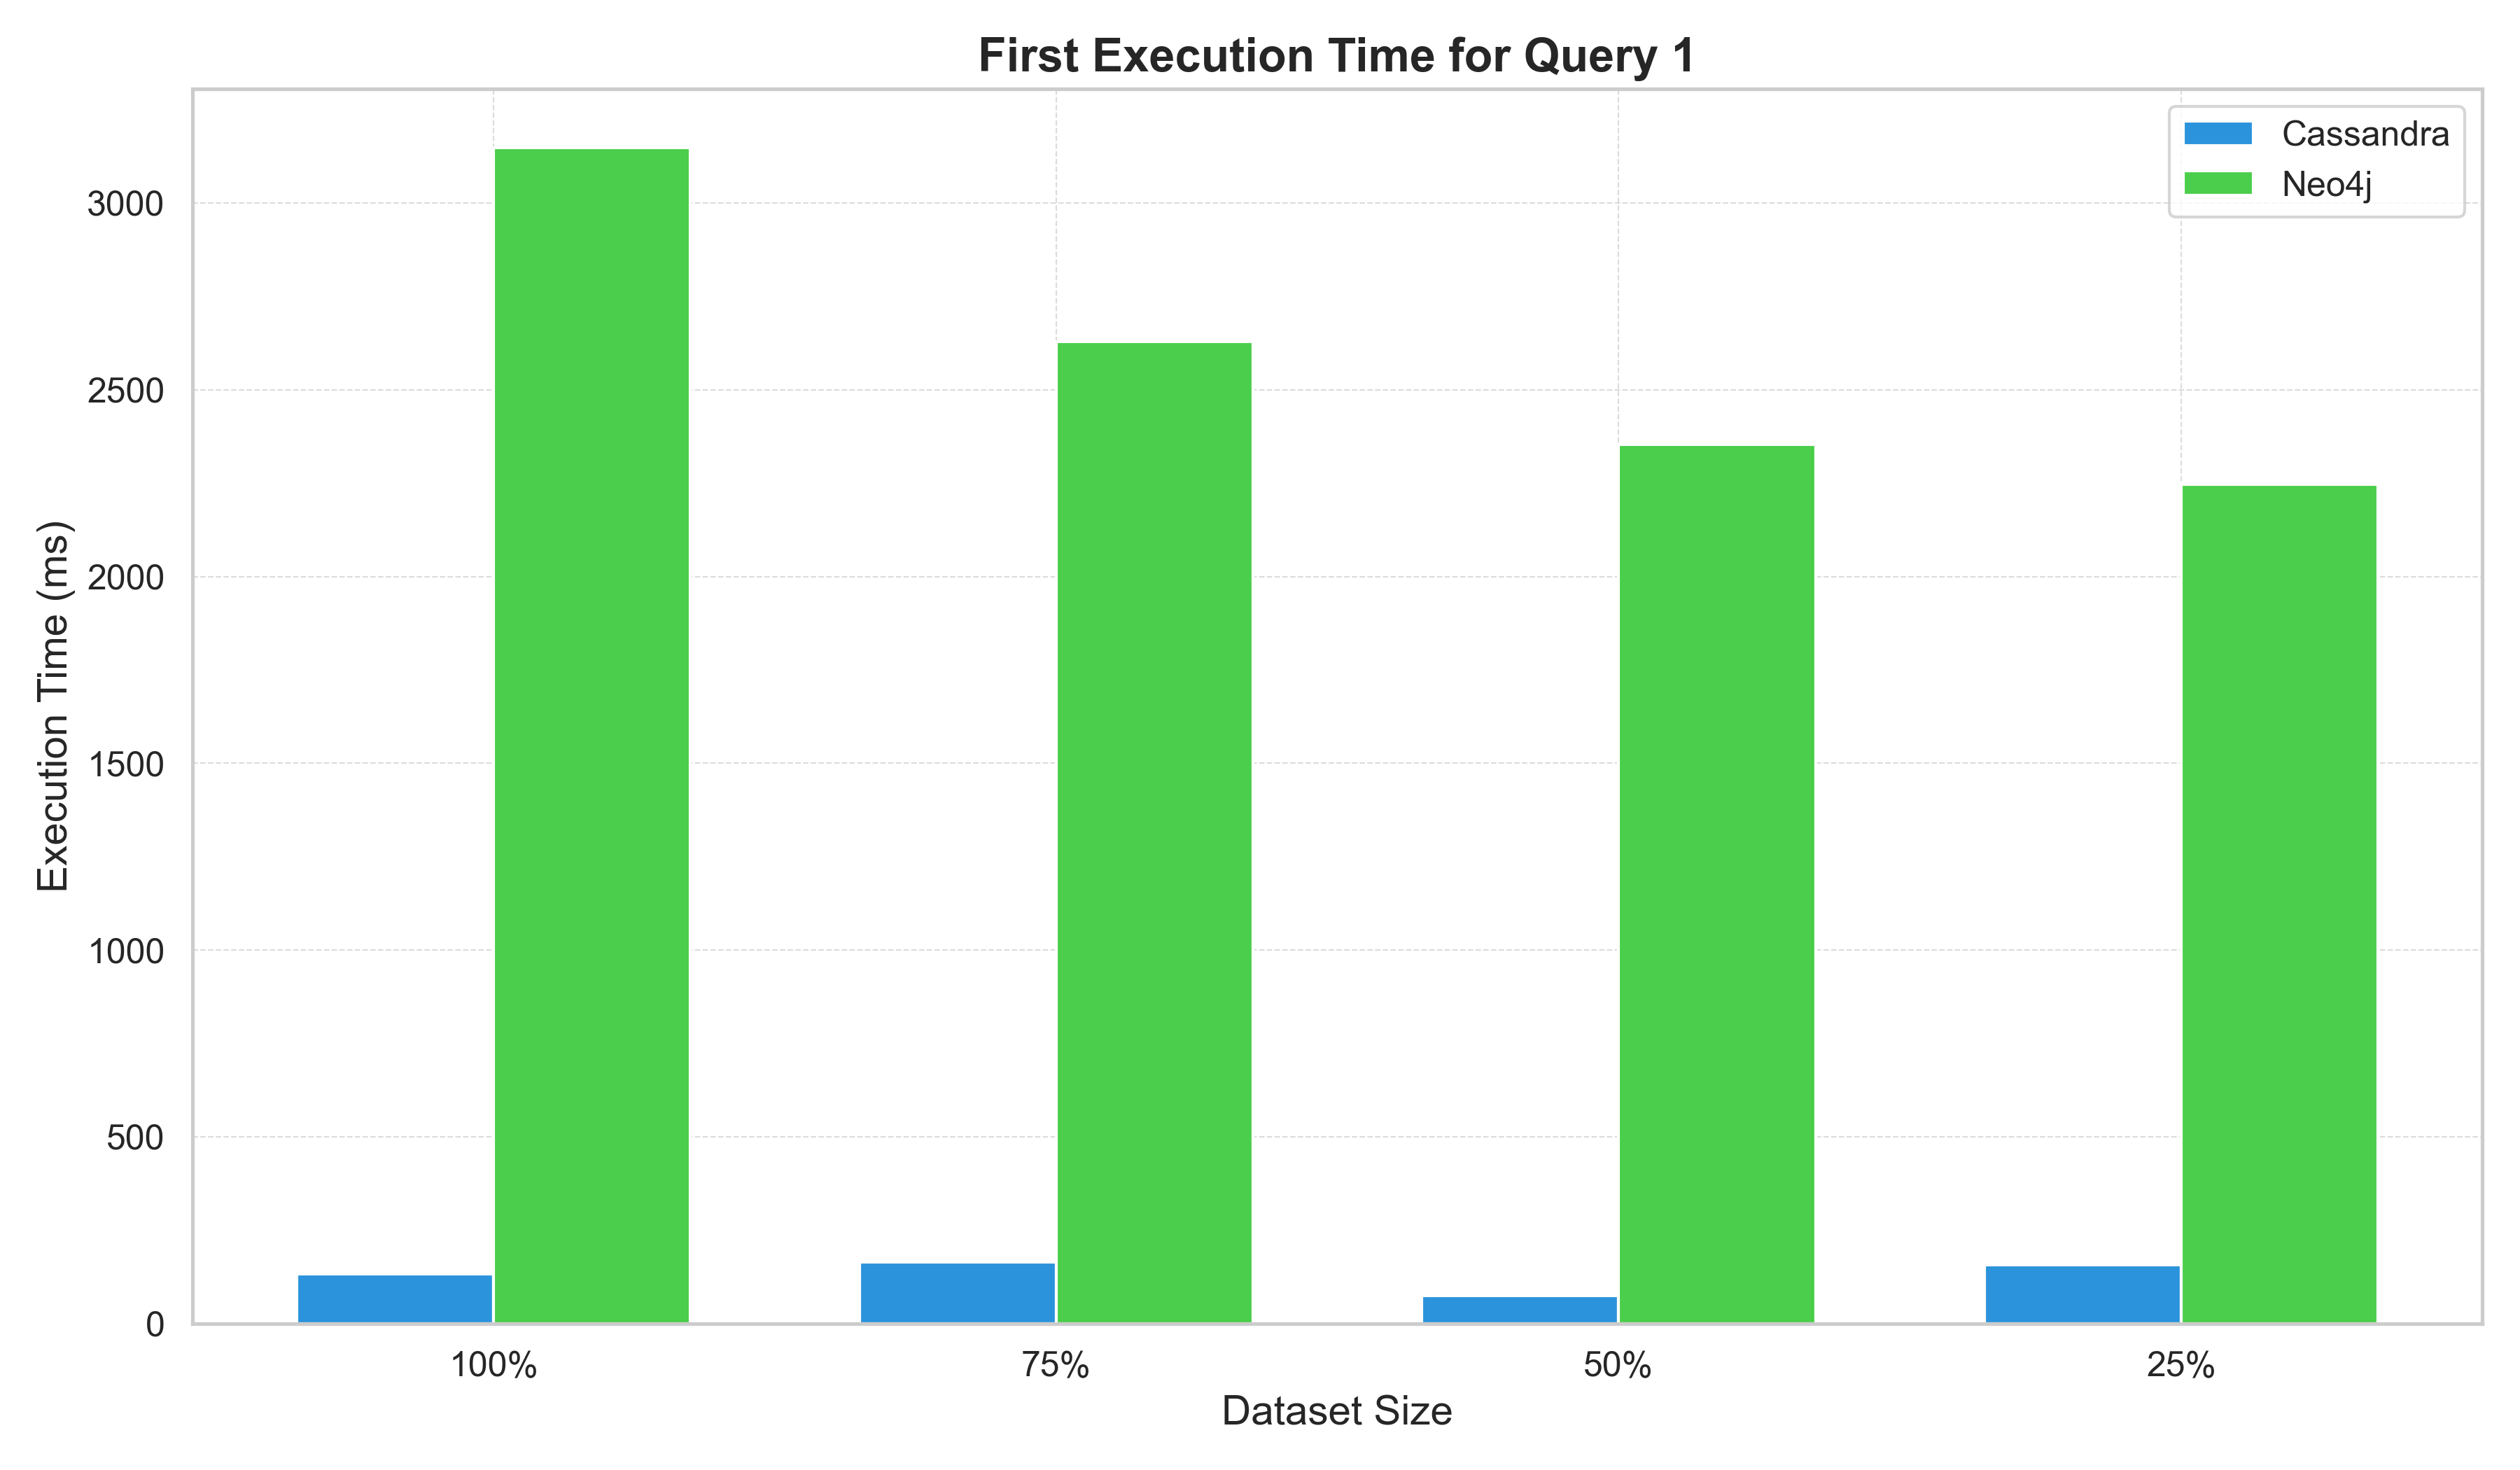 First Execution Time for Query 1
Cassandra
Neo4j
Execution Time (ms)
3000
2500
2000
1500
1000
500
0
100%
75%
50%
25%
Dataset Size